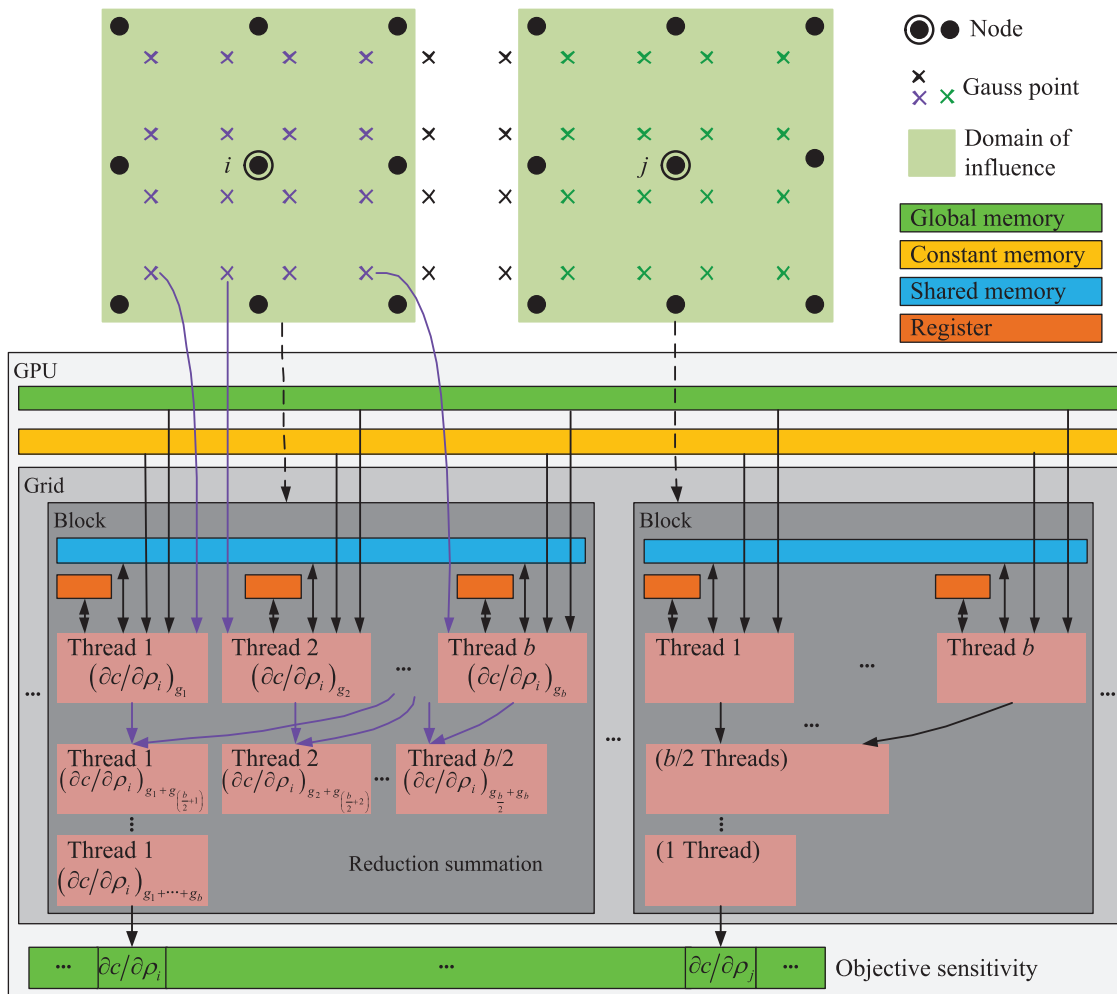 Node
Gauss point
i
j
Domain of
influence
Global memory
Constant memory
Shared memory
Register
GPU
Grid
Block
Block
Thread 1
(∂c/∂ρ_i)_{g_1}
Thread 2
(∂c/∂ρ_i)_{g_2}
...
Thread b
(∂c/∂ρ_i)_{g_b}
Thread 1
...
Thread b
...
...
...
...
Thread 1
(∂c/∂ρ_i)_{g_1+g_{(b/2+1)}}
Thread 2
(∂c/∂ρ_i)_{g_2+g_{(b/2+2)}}
...
Thread b/2
(∂c/∂ρ_i)_{g_{b/2}+g_b}
(b/2 Threads)
...
...
Thread 1
(∂c/∂ρ_i)_{g_1+...+g_b}
Reduction summation
(1 Thread)
... ∂c/∂ρ_i ... ∂c/∂ρ_j ...
Objective sensitivity